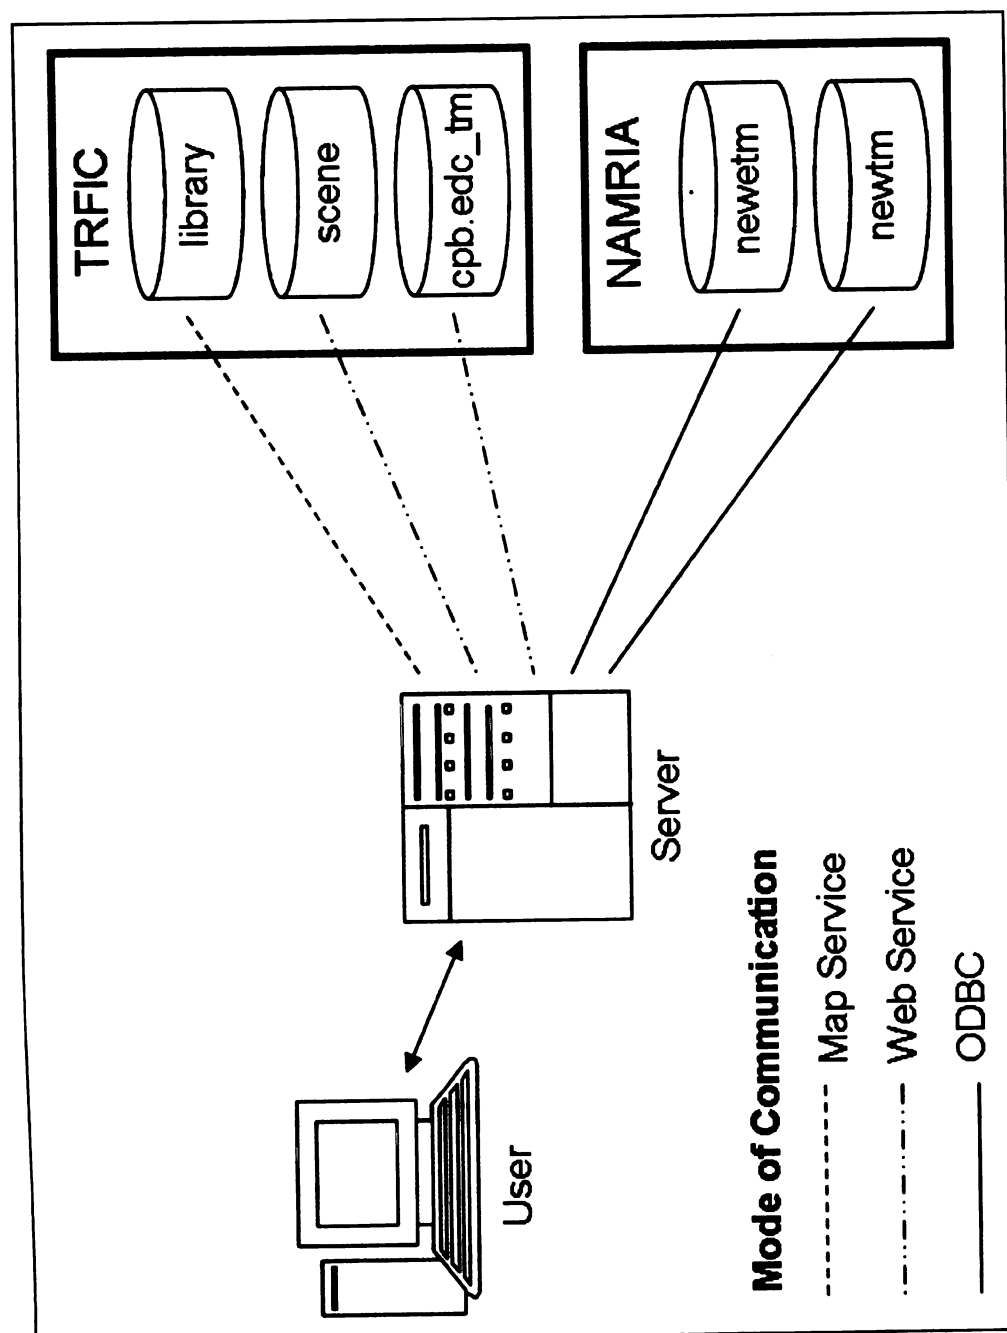 TRFIC
library
scene
cpb.edc_tm
NAMRIA
newetm
newtm
Server
User
Mode of Communication
Map Service
Web Service
ODBC